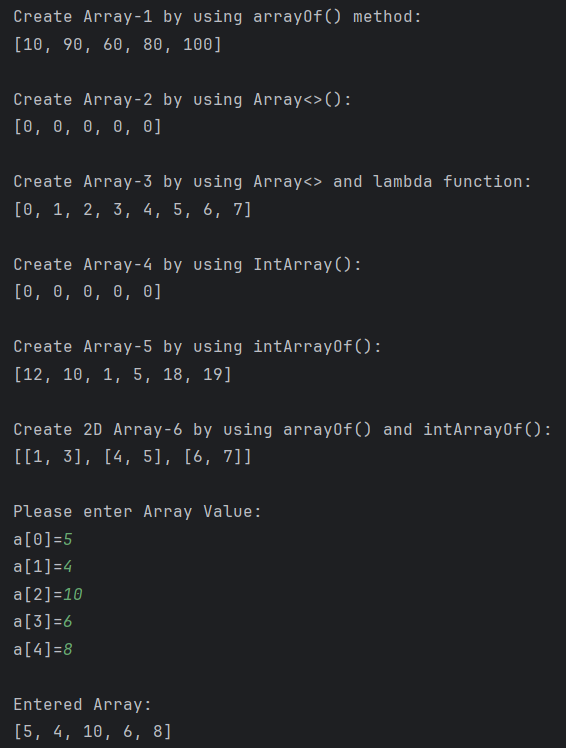 Create Array-1 by using arrayOf() method:
[10, 90, 60, 80, 100]
Create Array-2 by using Array<>():
[0, 0, 0, 0, 0]
Create Array-3 by using Array<> and lambda function:
[0, 1, 2, 3, 4, 5, 6, 7]
Create Array-4 by using IntArray():
[0, 0, 0, 0, 0]
Create Array-5 by using intArrayOf():
[12, 10, 1, 5, 18, 19]
Create 2D Array-6 by using arrayOf() and intArrayOf():
[[1, 3], [4, 5], [6, 7]]
Please enter Array Value:
a[0]=5
a[1]=4
a[2]=10
a[3]=6
a[4]=8
Entered Array:
[5, 4, 10, 6, 8]